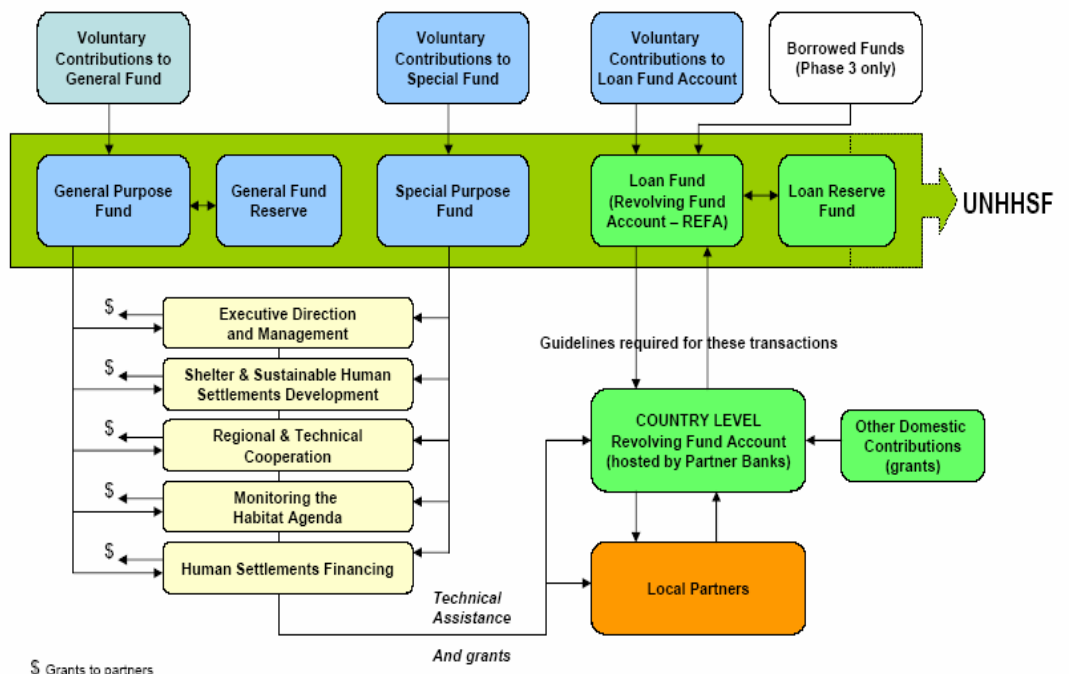 Voluntary
Contributions to
General Fund
Voluntary
Contributions to
Special Fund
Voluntary
Contributions to
Loan Fund Account
Borrowed Funds
(Phase 3 only)
General Purpose
Fund
General Fund
Reserve
Special Purpose
Fund
Loan Fund
(Revolving Fund
Account – REFA)
Loan Reserve
Fund
UNHHSF
$
Executive Direction
and Management
Guidelines required for these transactions
$
Shelter & Sustainable Human
Settlements Development
$
Regional & Technical
Cooperation
COUNTRY LEVEL
Revolving Fund Account
(hosted by Partner Banks)
Other Domestic
Contributions
(grants)
$
Monitoring the
Habitat Agenda
$
Human Settlements Financing
Local Partners
Technical
Assistance
And grants
$ Grants to partners